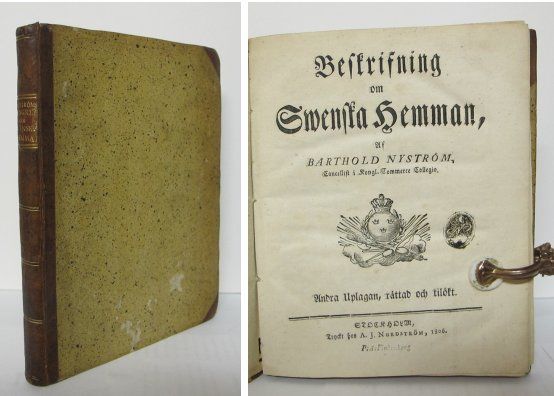 Beskrifning
om
Swenska Hemman,
Af
BARTHOLD NYSTRÖM,
Cancellist i Kongl. Commerce Collegio,
Andra Uplagan, råttad och tilökt.
STOCKHOLM,
Tryckt hos A. J. NORDSTRÖM, 1806.